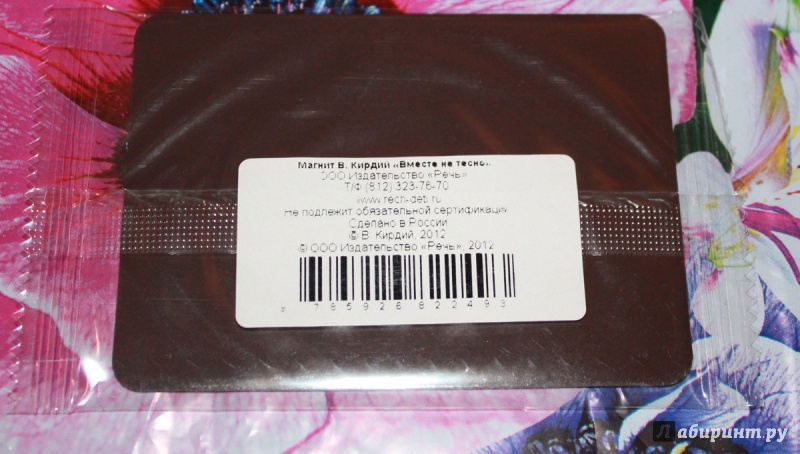 Магнит В. Кирдий «Вместе не тесно»
ООО Издательство «Речь»
Т/Ф (812) 323-76-70
www.rech-deti.ru
Не подлежит обязательной сертификации
Сделано в России
© В. Кирдий, 2012
© ООО Издательство «Речь», 2012
785926 822493
Лабиринт.ру